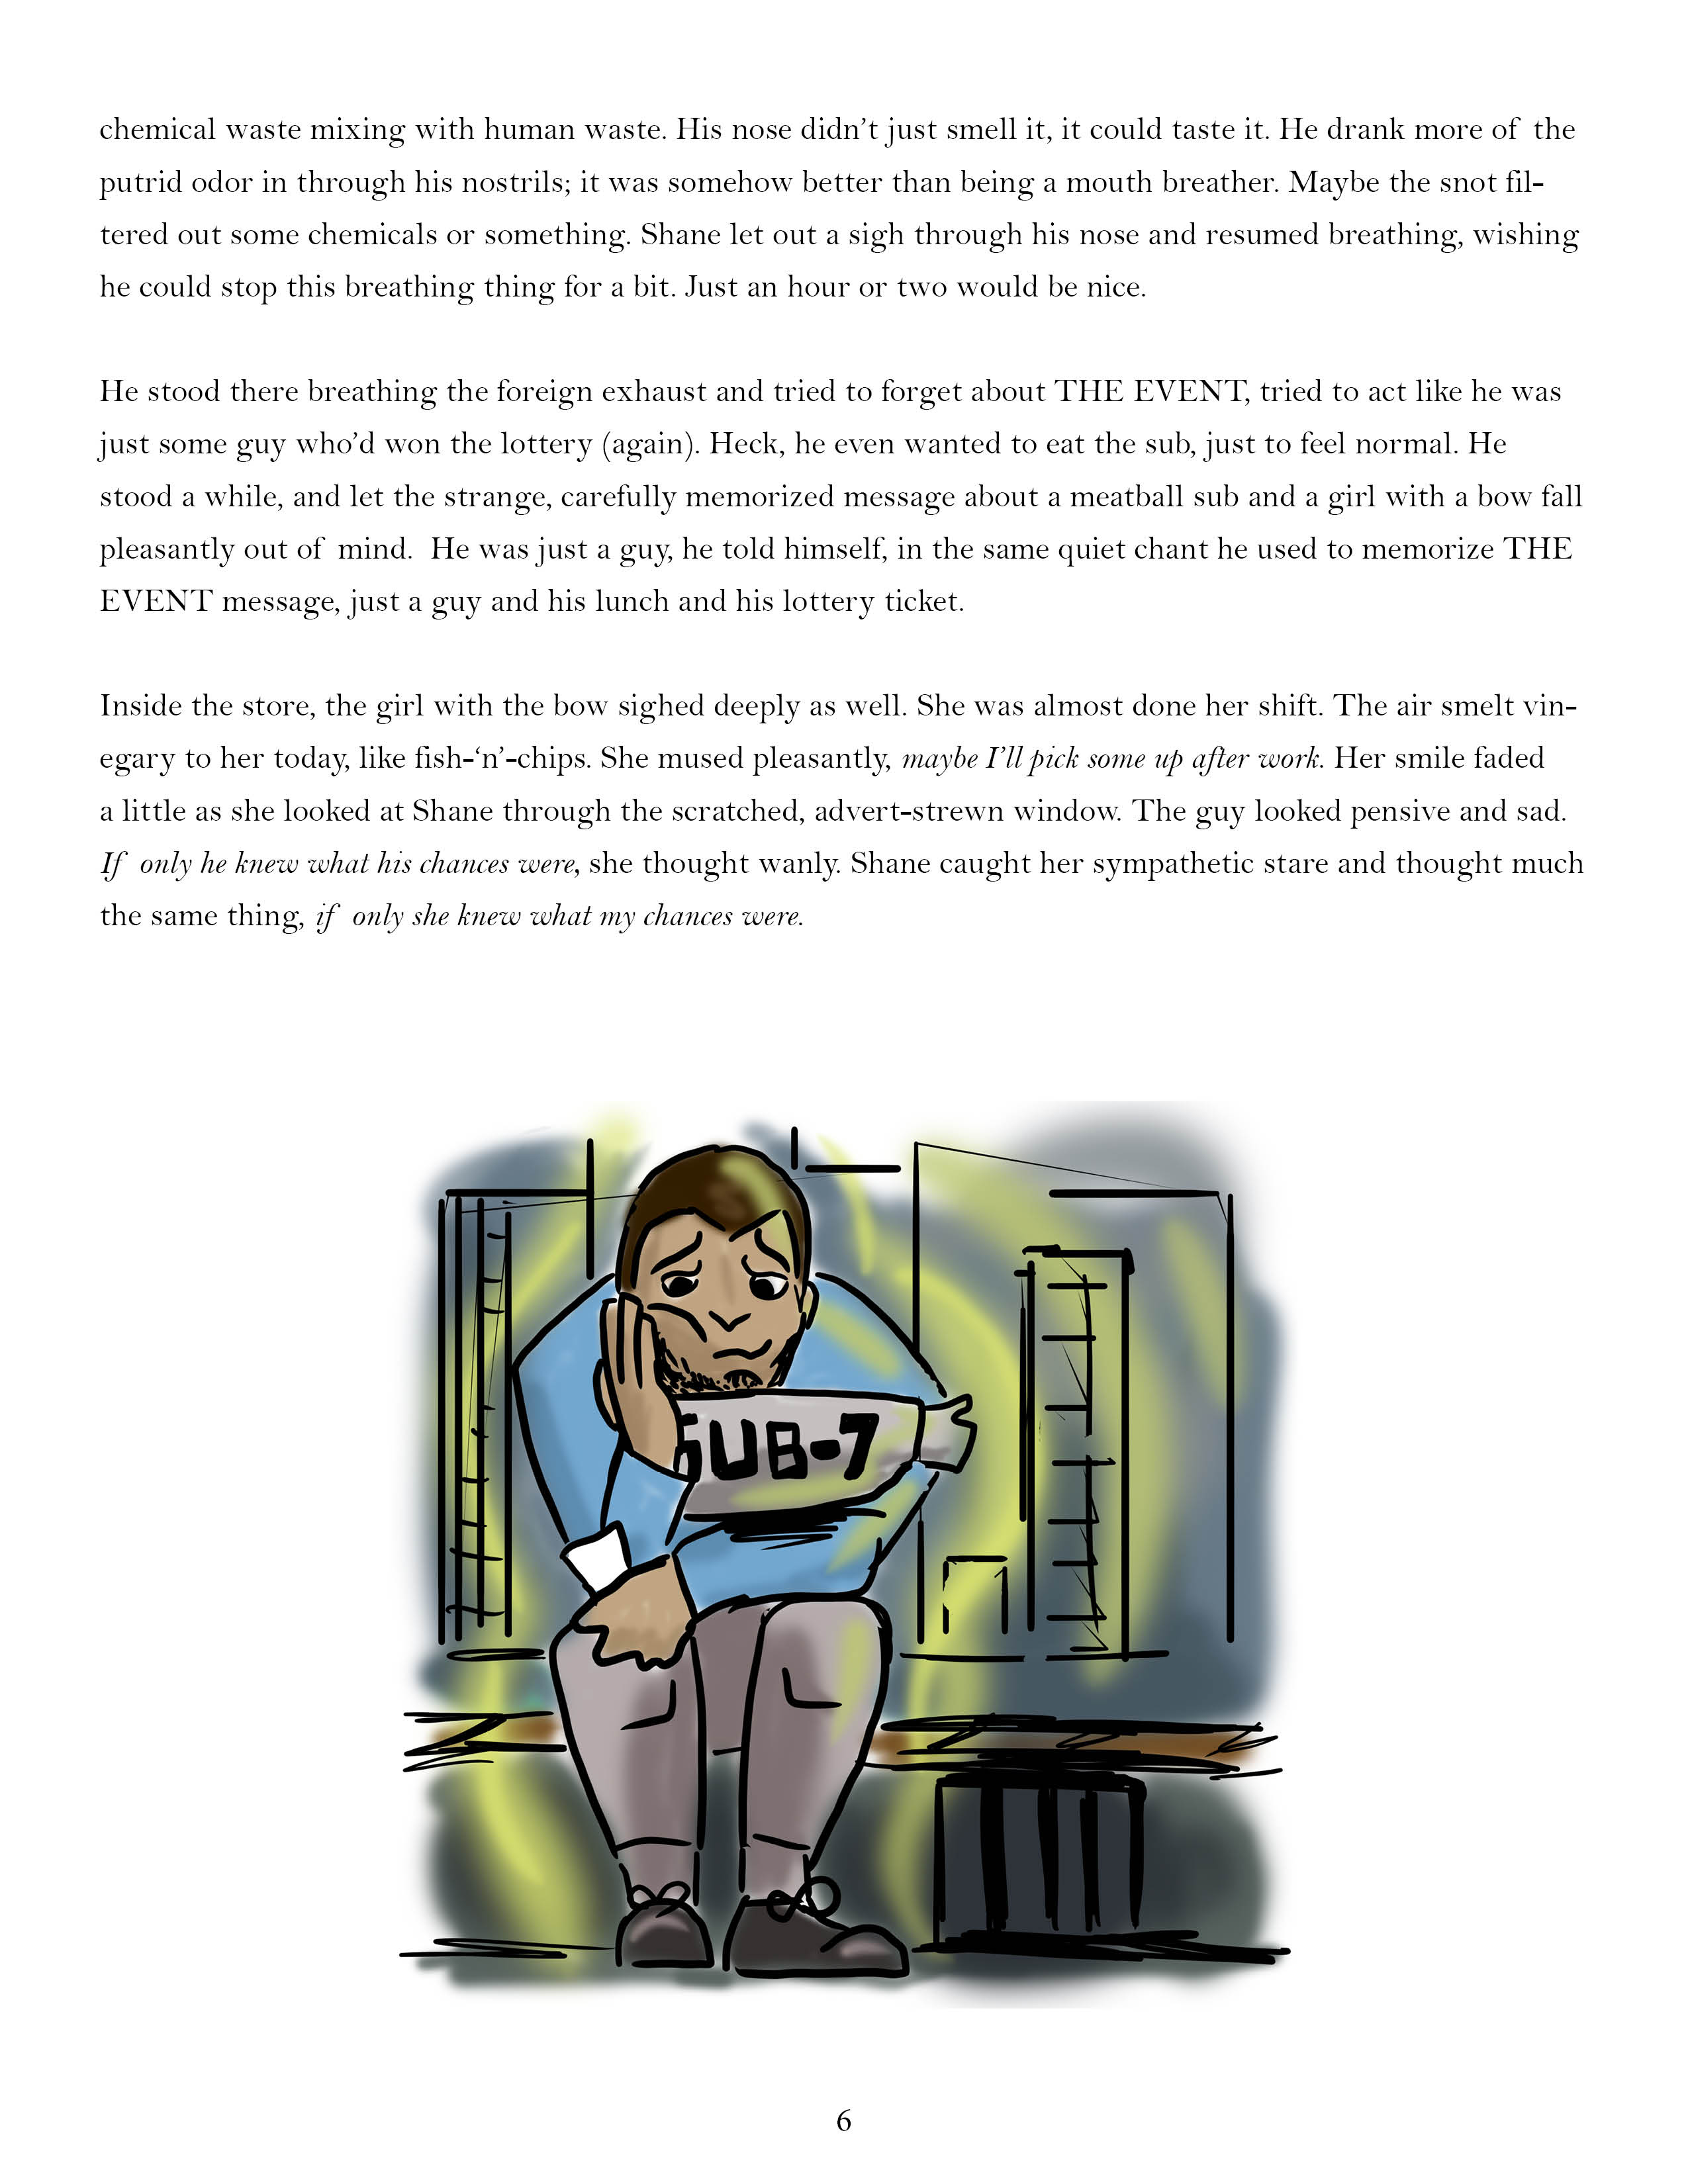 chemical waste mixing with human waste. His nose didn’t just smell it, it could taste it. He drank more of the
putrid odor in through his nostrils; it was somehow better than being a mouth breather. Maybe the snot fil-
tered out some chemicals or something. Shane let out a sigh through his nose and resumed breathing, wishing
he could stop this breathing thing for a bit. Just an hour or two would be nice.
He stood there breathing the foreign exhaust and tried to forget about THE EVENT, tried to act like he was
just some guy who’d won the lottery (again). Heck, he even wanted to eat the sub, just to feel normal. He
stood a while, and let the strange, carefully memorized message about a meatball sub and a girl with a bow fall
pleasantly out of mind. He was just a guy, he told himself, in the same quiet chant he used to memorize THE
EVENT message, just a guy and his lunch and his lottery ticket.
Inside the store, the girl with the bow sighed deeply as well. She was almost done her shift. The air smelt vin-
egary to her today, like fish-‘n’-chips. She mused pleasantly, maybe I’ll pick some up after work. Her smile faded
a little as she looked at Shane through the scratched, advert-strewn window. The guy looked pensive and sad.
If only he knew what his chances were, she thought wanly. Shane caught her sympathetic stare and thought much
the same thing, if only she knew what my chances were.
SUB-7
6